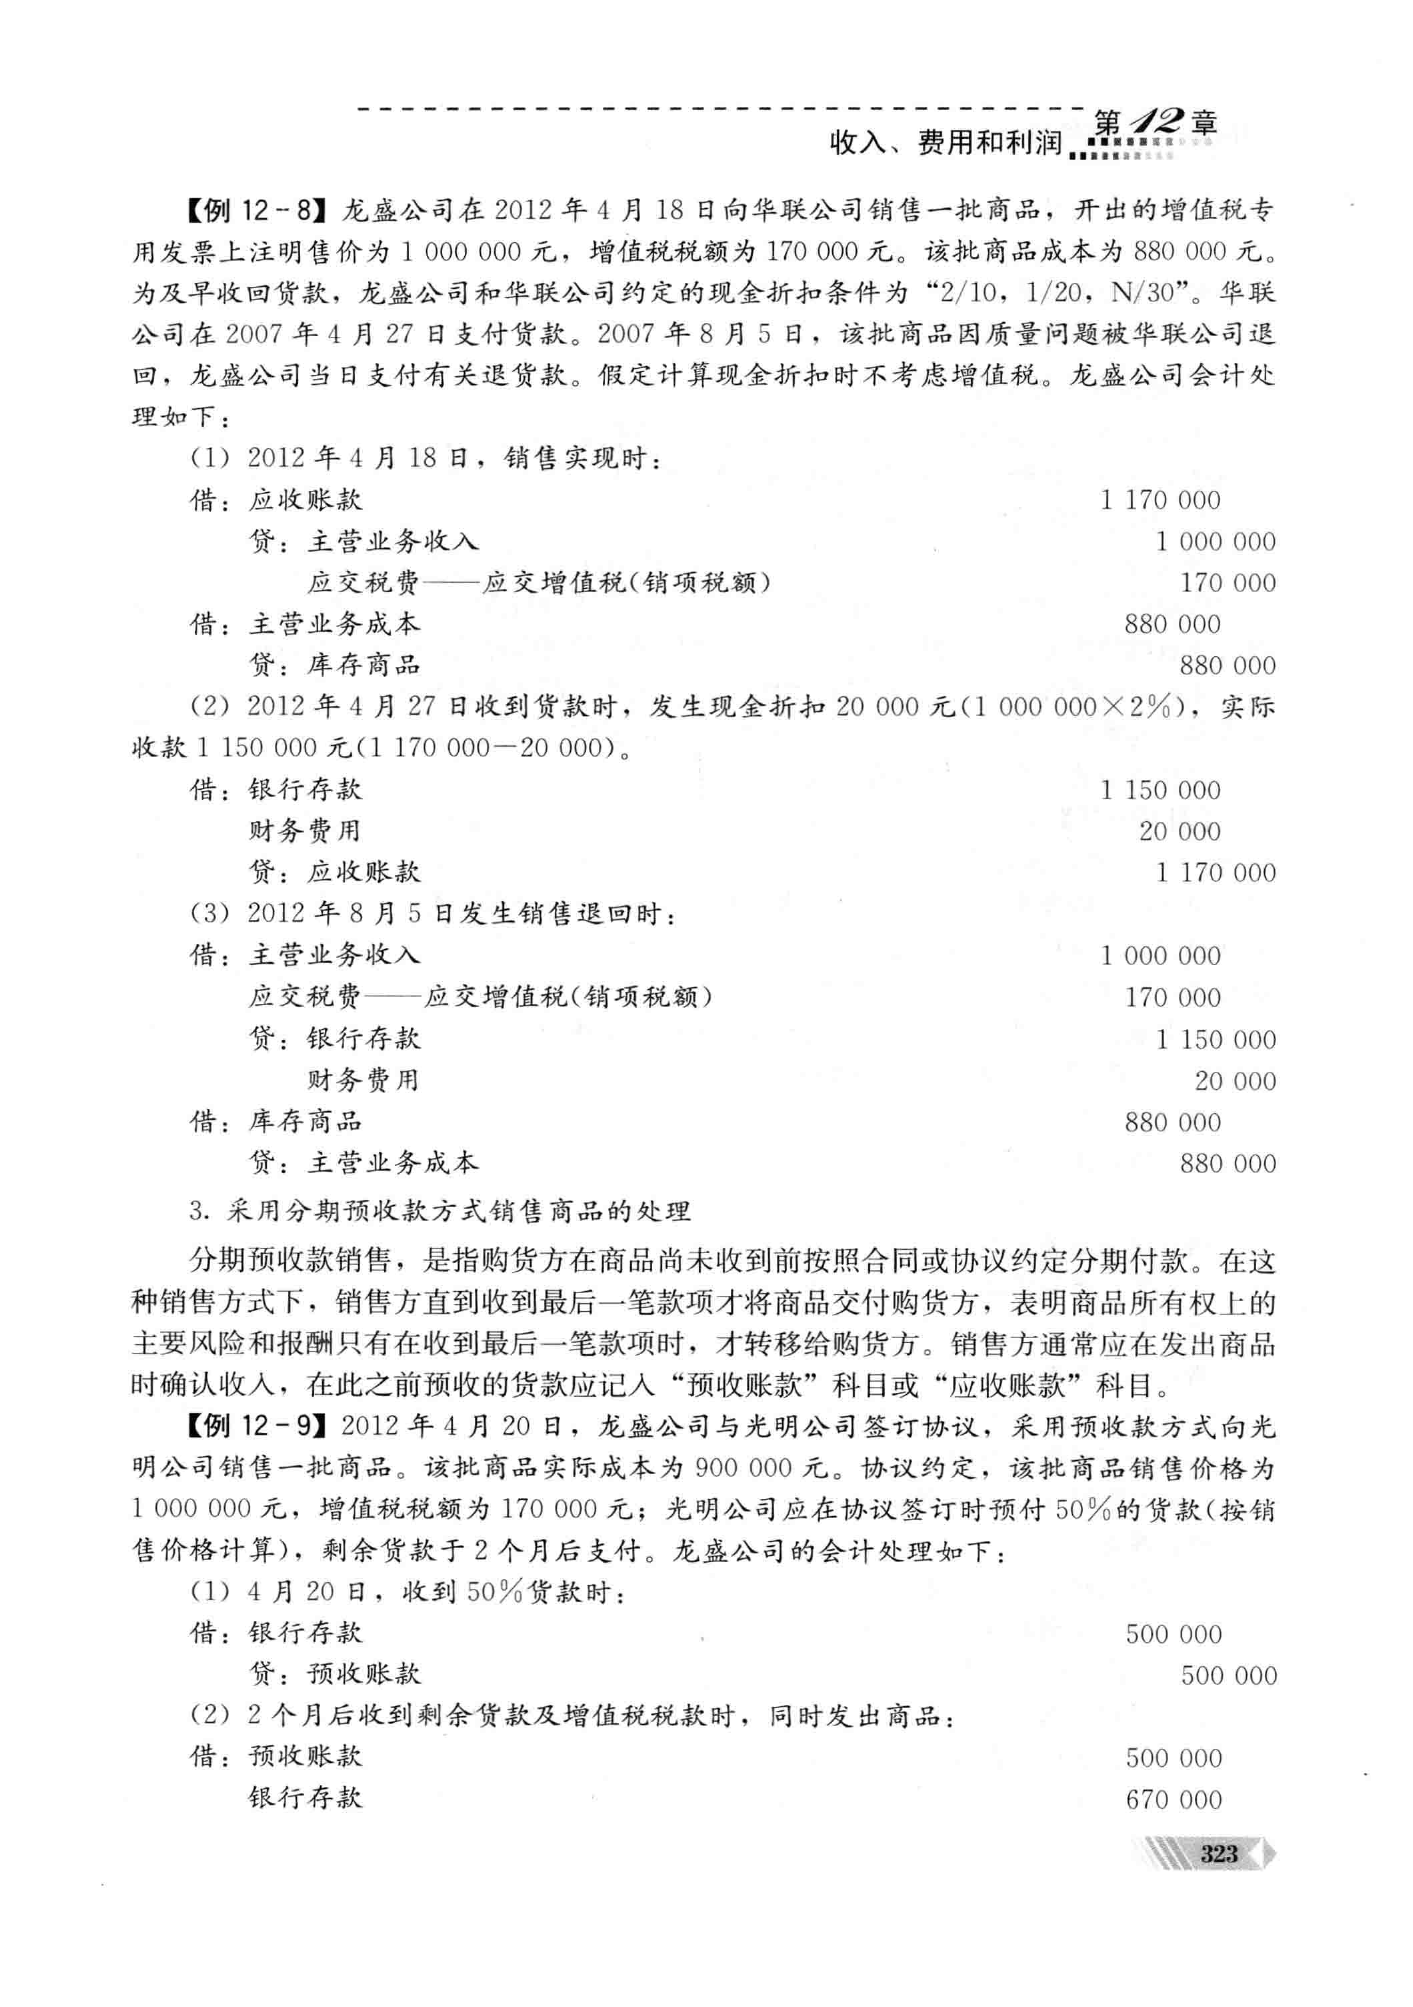 第12章
收入、费用和利润
【例 12-8】龙盛公司在 2012 年 4 月 18 日向华联公司销售一批商品，开出的增值税专
用发票上注明售价为 1 000 000 元，增值税税额为 170 000 元。该批商品成本为 880 000 元。
为及早收回货款，龙盛公司和华联公司约定的现金折扣条件为“2/10，1/20，N/30”。华联
公司在 2007 年 4 月 27 日支付货款。2007 年 8 月 5 日，该批商品因质量问题被华联公司退
回，龙盛公司当日支付有关退货款。假定计算现金折扣时不考虑增值税。龙盛公司会计处
理如下：
（1）2012 年 4 月 18 日，销售实现时：
借：应收账款 1 170 000
贷：主营业务收入 1 000 000
应交税费——应交增值税(销项税额) 170 000
借：主营业务成本 880 000
贷：库存商品 880 000
（2）2012 年 4 月 27 日收到货款时，发生现金折扣 20 000 元(1 000 000×2%)，实际
收款 1 150 000 元(1 170 000－20 000)。
借：银行存款 1 150 000
财务费用 20 000
贷：应收账款 1 170 000
（3）2012 年 8 月 5 日发生销售退回时：
借：主营业务收入 1 000 000
应交税费——应交增值税(销项税额) 170 000
贷：银行存款 1 150 000
财务费用 20 000
借：库存商品 880 000
贷：主营业务成本 880 000
3. 采用分期预收款方式销售商品的处理
分期预收款销售，是指购货方在商品尚未收到前按照合同或协议约定分期付款。在这
种销售方式下，销售方直到收到最后一笔款项才将商品交付购货方，表明商品所有权上的
主要风险和报酬只有在收到最后一笔款项时，才转移给购货方。销售方通常应在发出商品
时确认收入，在此之前预收的货款应记入“预收账款”科目或“应收账款”科目。
【例 12-9】2012 年 4 月 20 日，龙盛公司与光明公司签订协议，采用预收款方式向光
明公司销售一批商品。该批商品实际成本为 900 000 元。协议约定，该批商品销售价格为
1 000 000 元，增值税税额为 170 000 元；光明公司应在协议签订时预付 50%的货款(按销
售价格计算)，剩余货款于 2 个月后支付。龙盛公司的会计处理如下：
（1）4 月 20 日，收到 50%货款时：
借：银行存款 500 000
贷：预收账款 500 000
（2）2 个月后收到剩余货款及增值税税款时，同时发出商品：
借：预收账款 500 000
银行存款 670 000
323